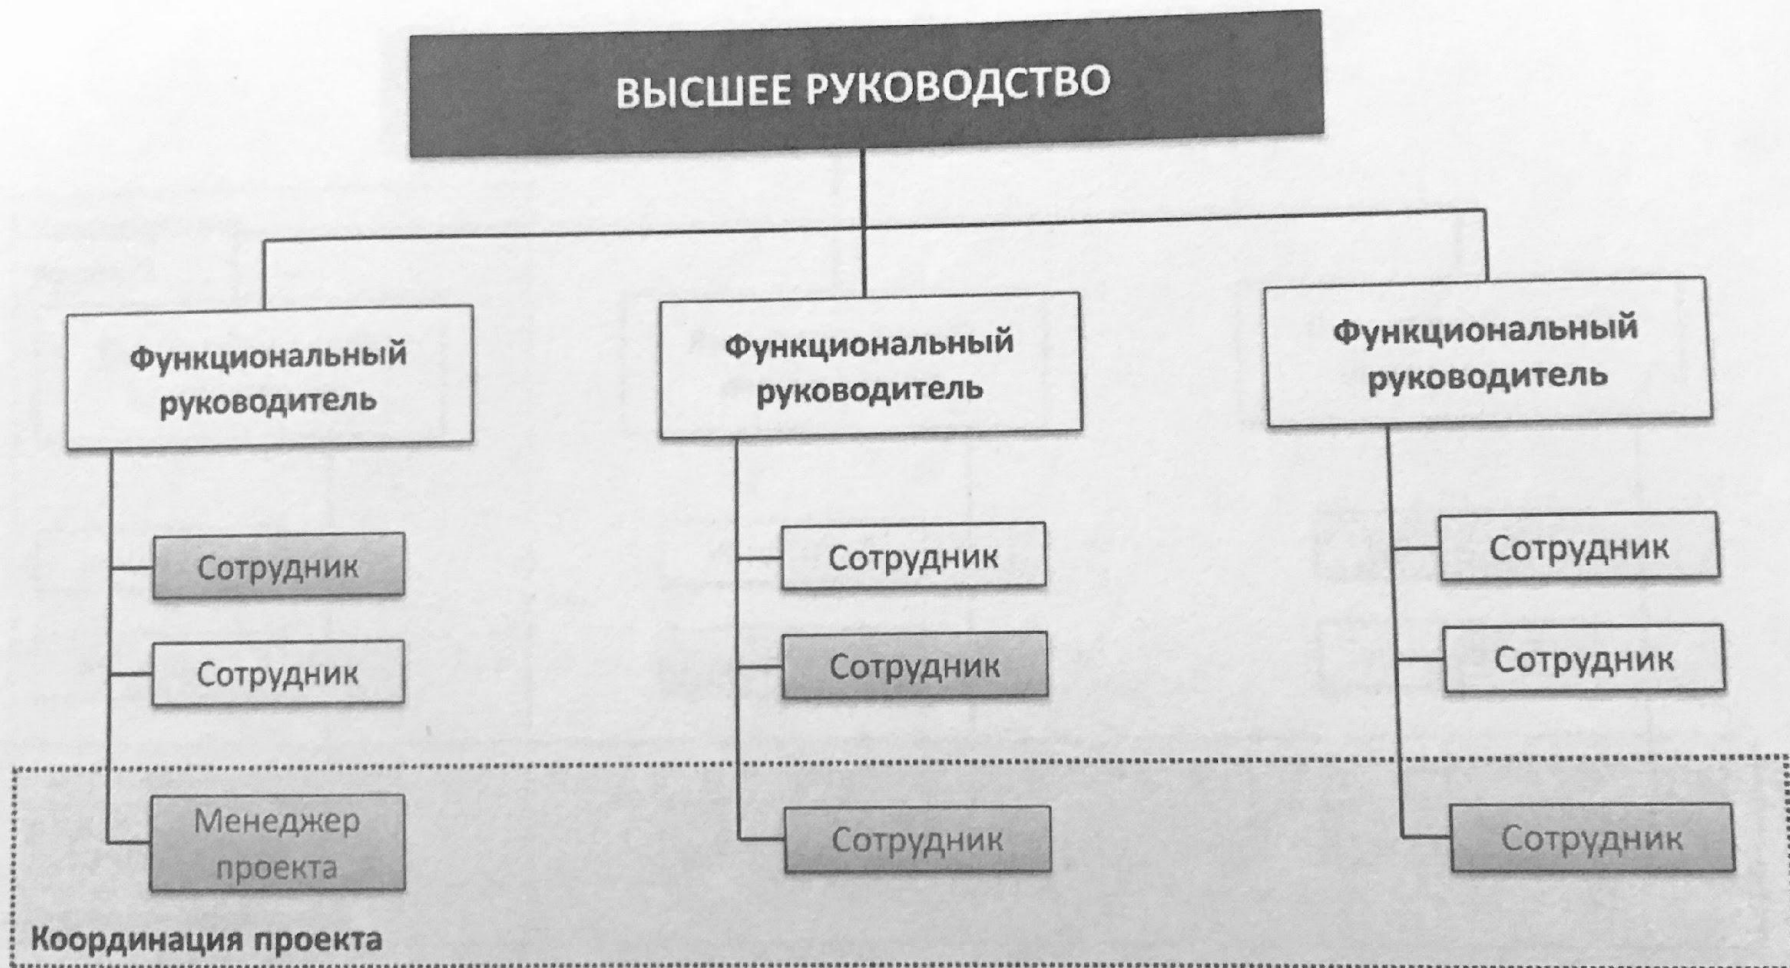 ВЫСШЕЕ РУКОВОДСТВО
Функциональный
руководитель
Функциональный
руководитель
Функциональный
руководитель
Сотрудник
Сотрудник
Менеджер
проекта
Сотрудник
Сотрудник
Сотрудник
Сотрудник
Сотрудник
Сотрудник
Координация проекта